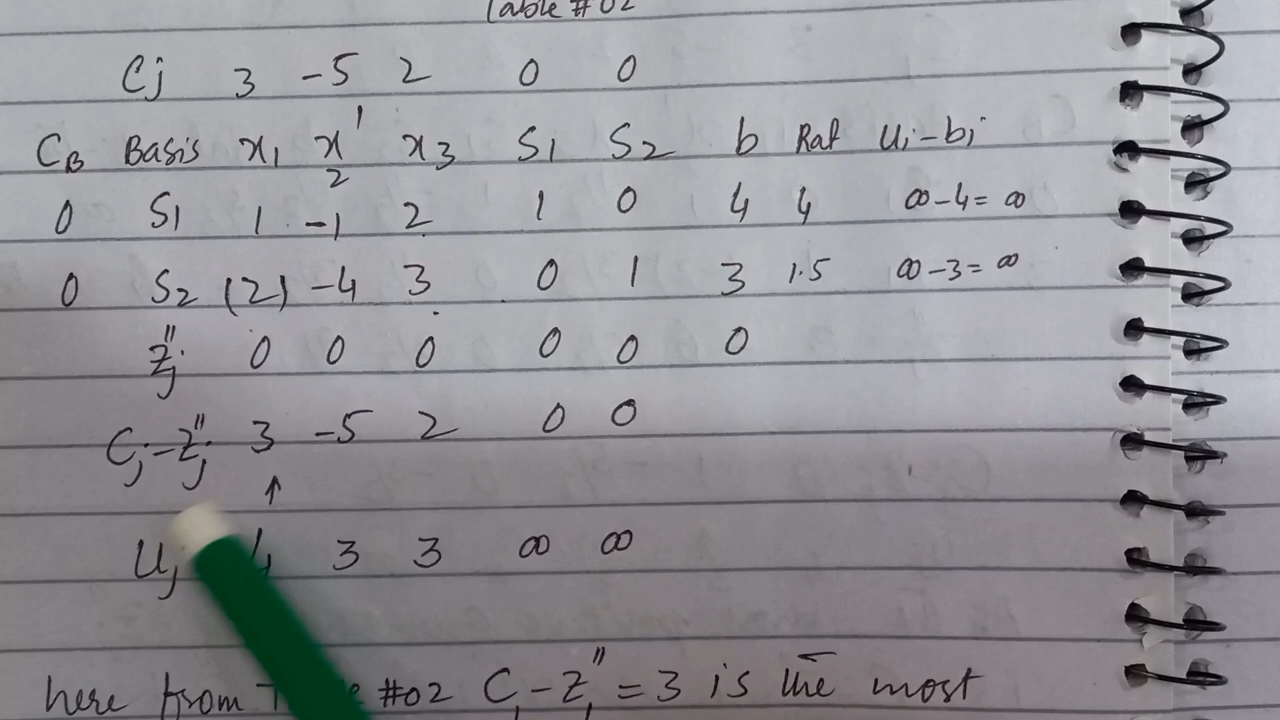 Table #02
Cj 3 -5 2 0 0
CB Basis x1 x2' x3 S1 S2 b Rat Ui-bi
0 S1 1 -1 2 1 0 4 4 ∞-4=∞
0 S2 (2) -4 3 0 1 3 1.5 ∞-3=∞
Zj" 0 0 0 0 0 0
Cj-Zj" 3 -5 2 0 0
↑
Uj 4 3 3 ∞ ∞
here from #02 Cj-Zj" = 3 is the most